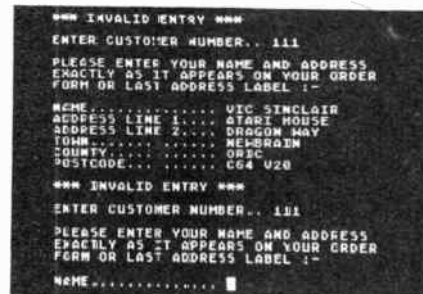 *** INVALID ENTRY ***
ENTER CUSTOMER NUMBER.. 111
PLEASE ENTER YOUR NAME AND ADDRESS
EXACTLY AS IT APPEARS ON YOUR ORDER
FORM OR LAST ADDRESS LABEL :-
NAME.............. VIC SINCLAIR
ADDRESS LINE 1.... ATARI HOUSE
ADDRESS LINE 2.... DRAGON WAY
TOWN.............. NEWBRAIN
COUNTY............ ORIC
POSTCODE.......... C64 V20
*** INVALID ENTRY ***
ENTER CUSTOMER NUMBER.. 111
PLEASE ENTER YOUR NAME AND ADDRESS
EXACTLY AS IT APPEARS ON YOUR ORDER
FORM OR LAST ADDRESS LABEL :-
NAME..............